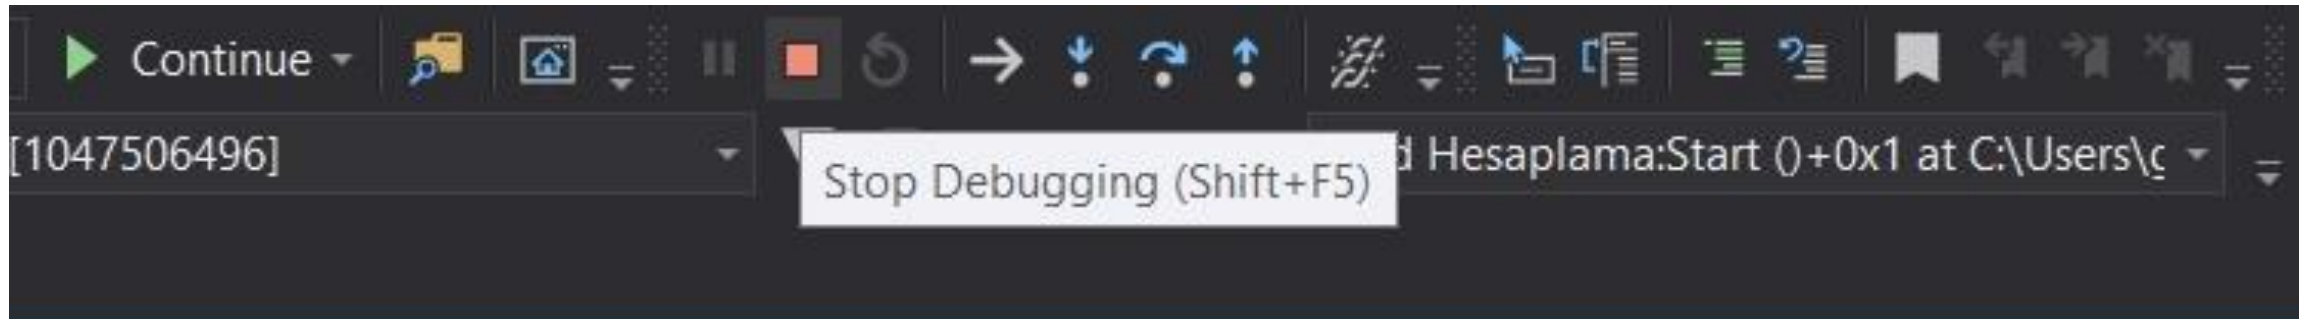 Continue
[1047506496]
Hesaplama:Start ()+0x1 at C:\Users\g
Stop Debugging (Shift+F5)